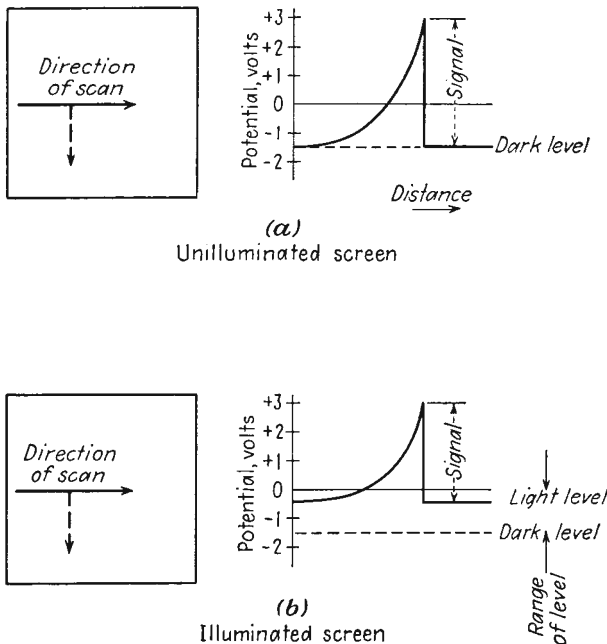 Direction
of scan
Potential, volts
+3
+2
+1
0
-1
-2
Signal
Dark level
Distance
(a)
Unilluminated screen
Direction
of scan
Potential, volts
+3
+2
+1
0
-1
-2
Signal
Light level
Dark level
Range
of level
(b)
Illuminated screen